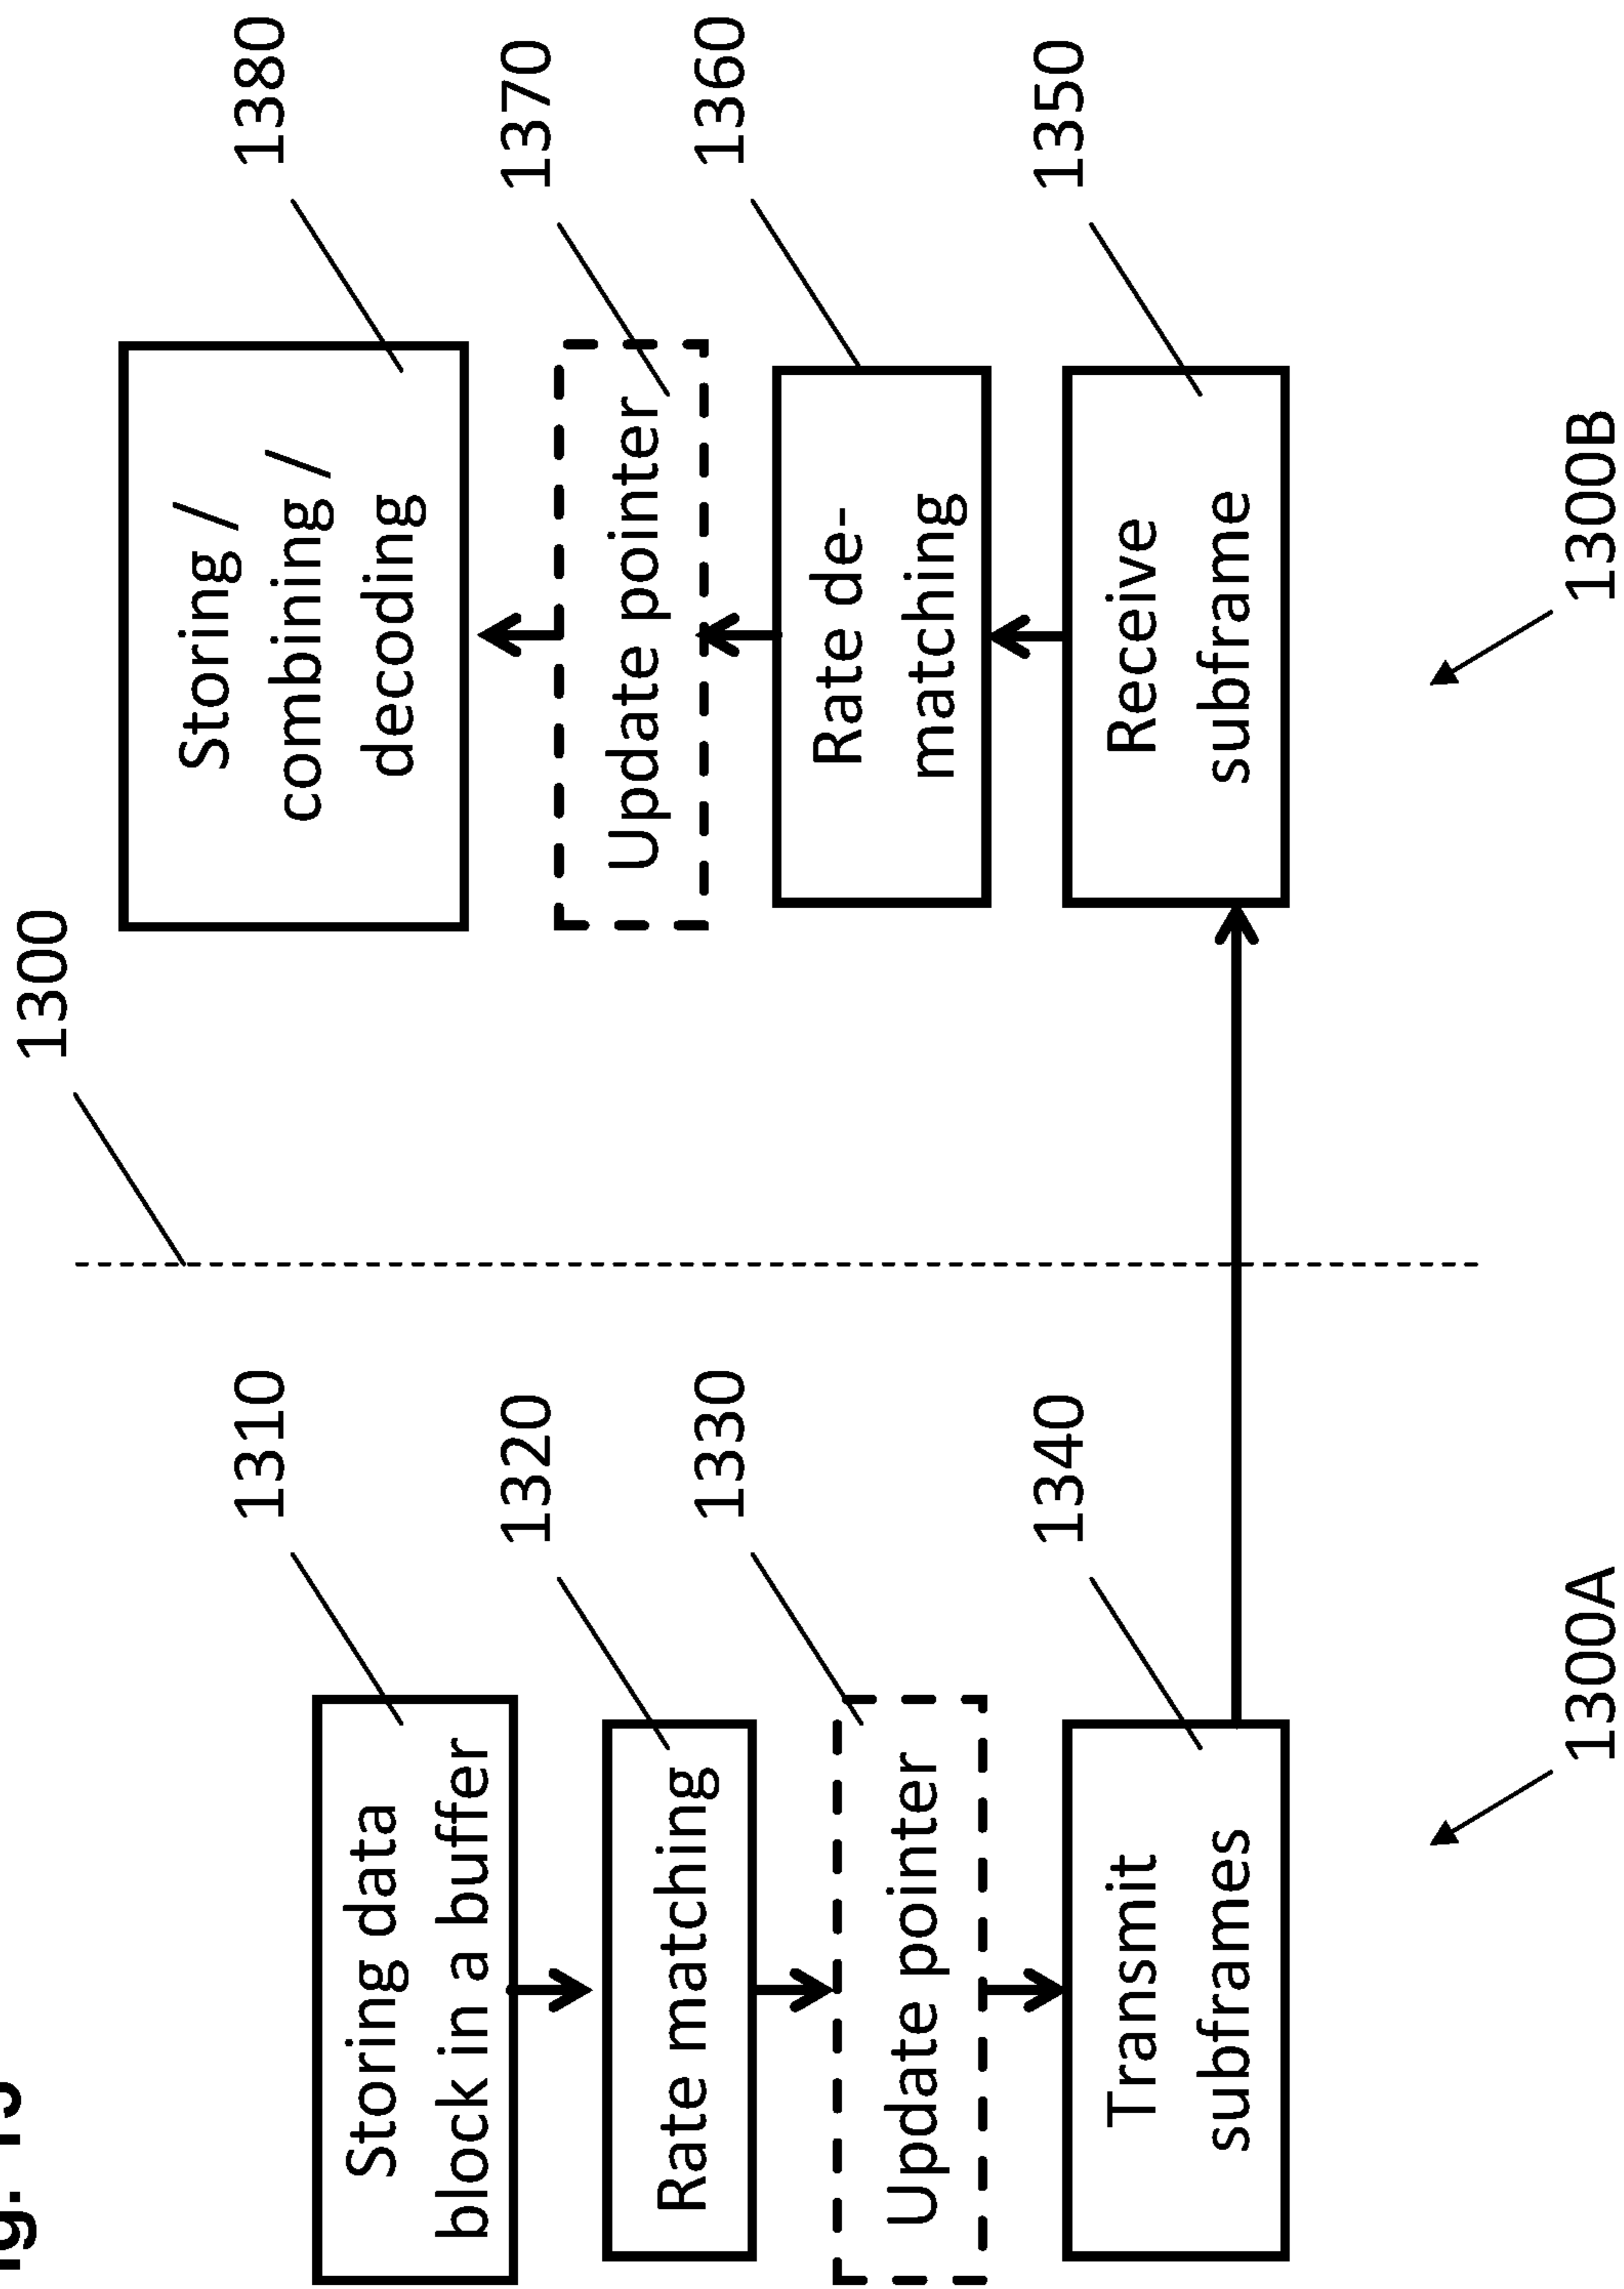 ig. 13
1300
Storing data
block in a buffer
1310
Rate matching
1320
Update pointer
1330
Transmit
subframes
1340
1300A
Storing /
combining /
decoding
1380
Update pointer
1370
Rate de-
matching
1360
Receive
subframe
1350
1300B